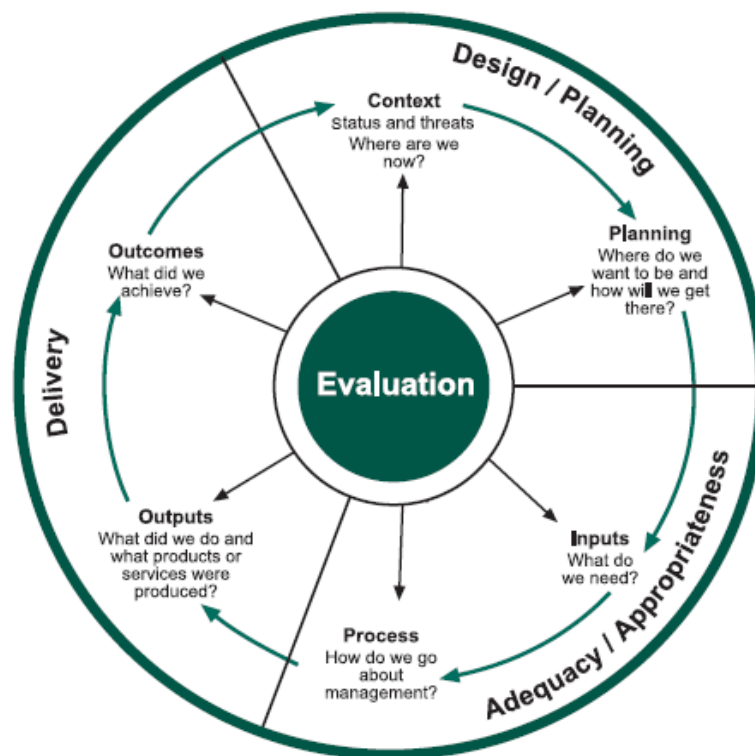 Design / Planning
Context
Status and threats
Where are we
now?
Planning
Where do we
want to be and
how will we get
there?
Outcomes
What did we
achieve?
Evaluation
Delivery
Outputs
What did we do and
what products or
services were
produced?
Inputs
What do
we need?
Process
How do we go
about
management?
Adequacy / Appropriateness